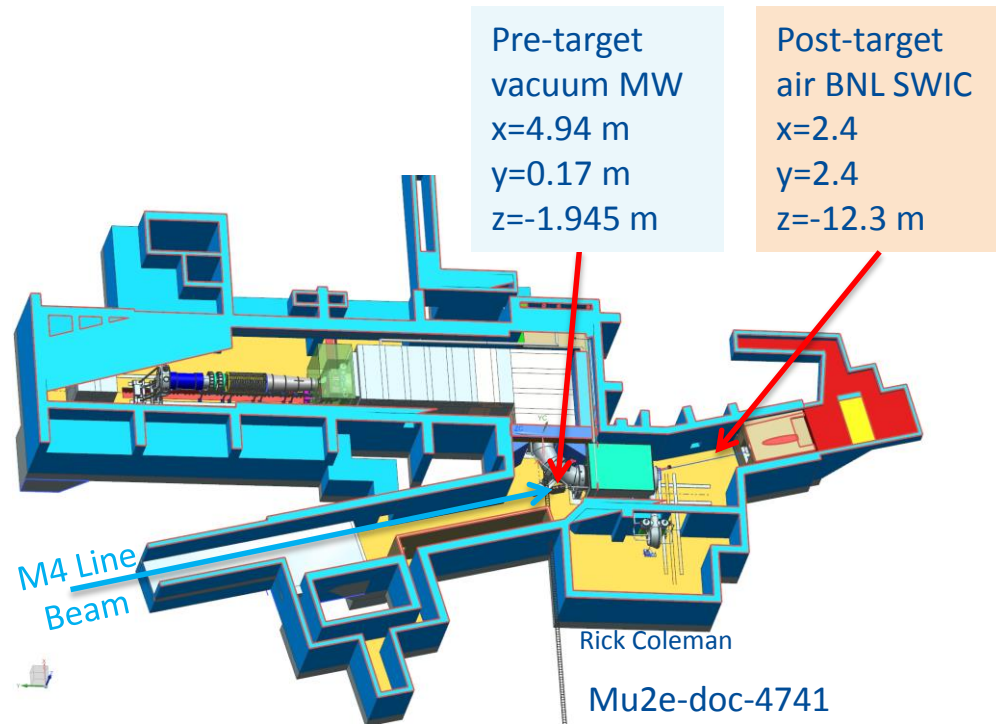 Pre-target
vacuum MW
x=4.94 m
y=0.17 m
z=-1.945 m
Post-target
air BNL SWIC
x=2.4
y=2.4
z=-12.3 m
M4 Line
Beam
Rick Coleman
Mu2e-doc-4741